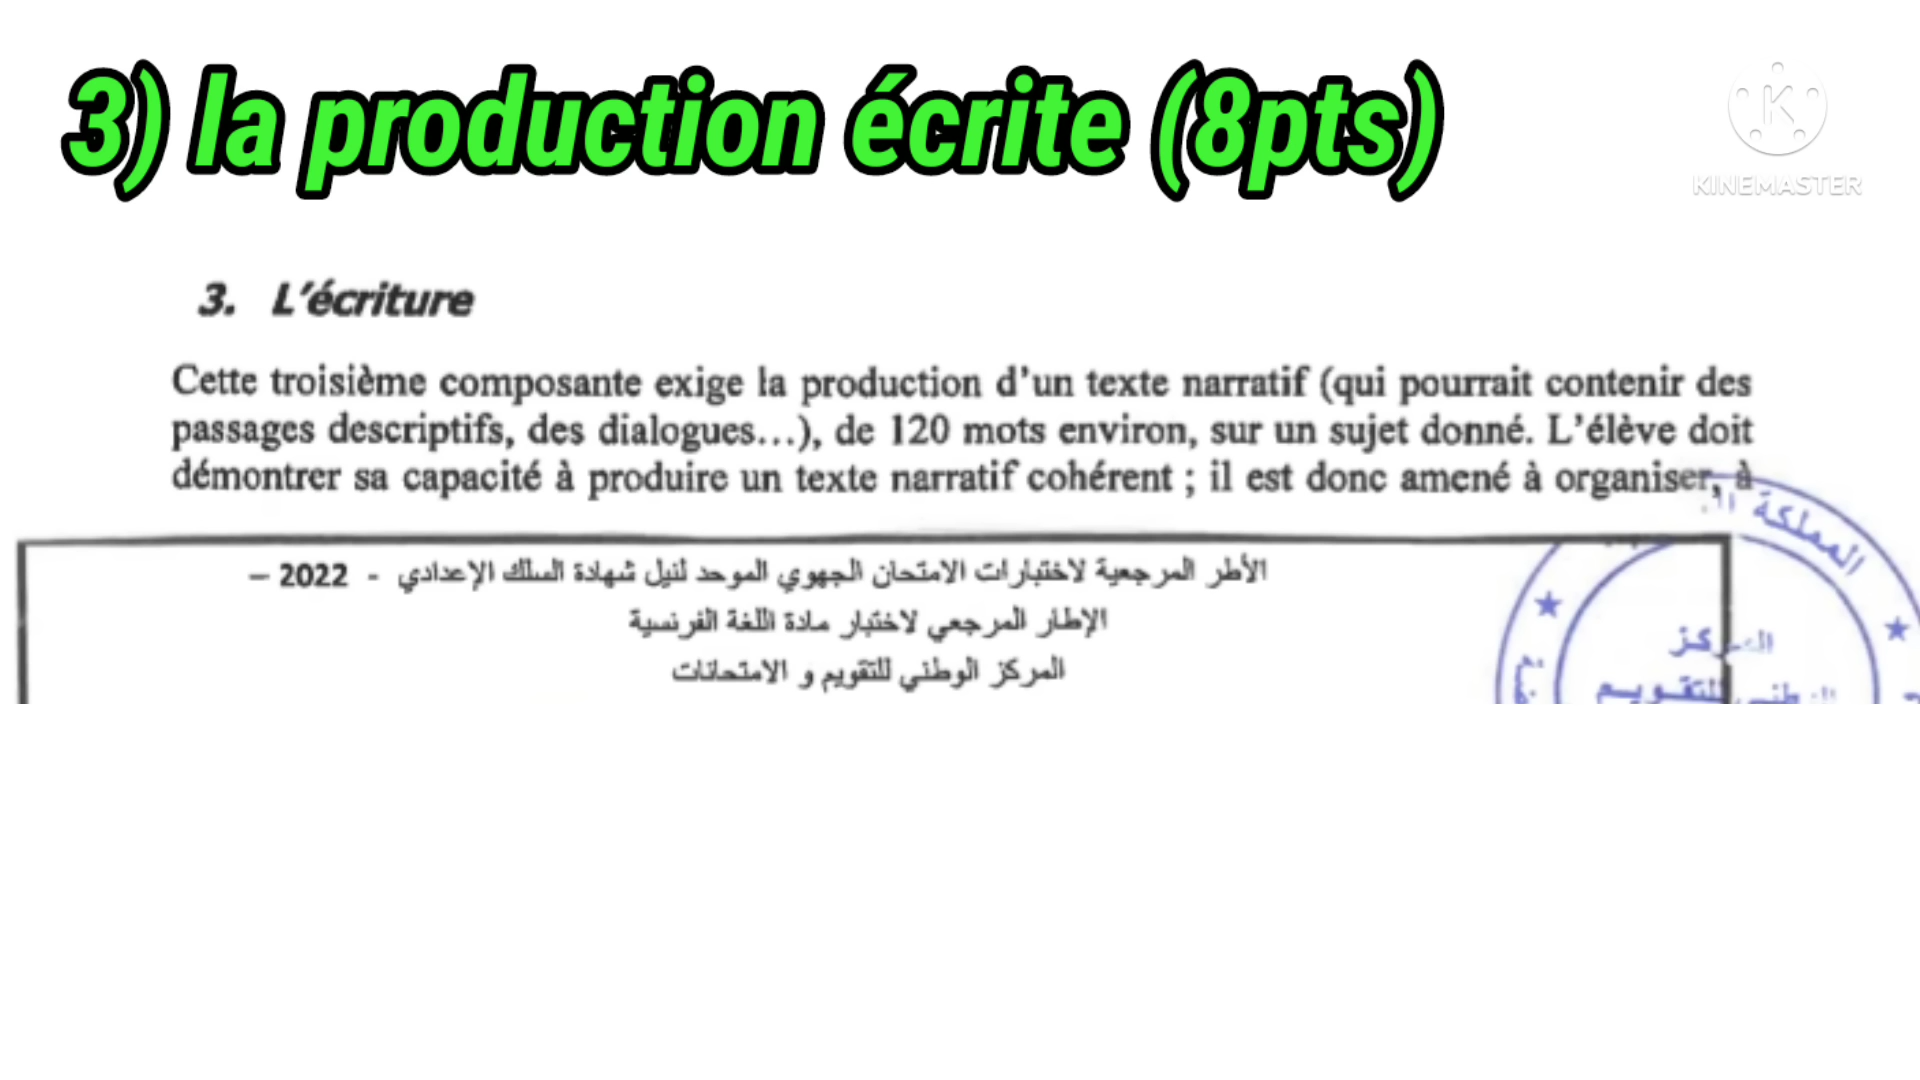 3) la production écrite (8pts)
KINEMASTER
3. L'écriture
Cette troisième composante exige la production d'un texte narratif (qui pourrait contenir des
passages descriptifs, des dialogues...), de 120 mots environ, sur un sujet donné. L'élève doit
démontrer sa capacité à produire un texte narratif cohérent ; il est donc amené à organiser, à
الأطر المرجعية لاختبارات الامتحان الجهوي الموحد لنيل شهادة السلك الإعدادي - 2022 –
الإطار المرجعي لاختبار مادة اللغة الفرنسية
المركز الوطني للتقويم و الامتحانات
المملكة
المركز
للتقويم